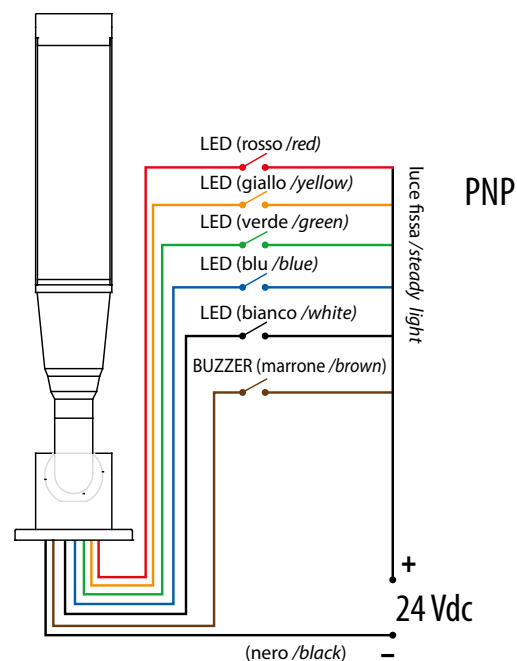 LED (rosso /red)
LED (giallo /yellow)
LED (verde /green)
LED (blu /blue)
LED (bianco /white)
BUZZER (marrone /brown)
luce fissa /steady light
PNP
+
24 Vdc
–
(nero /black)